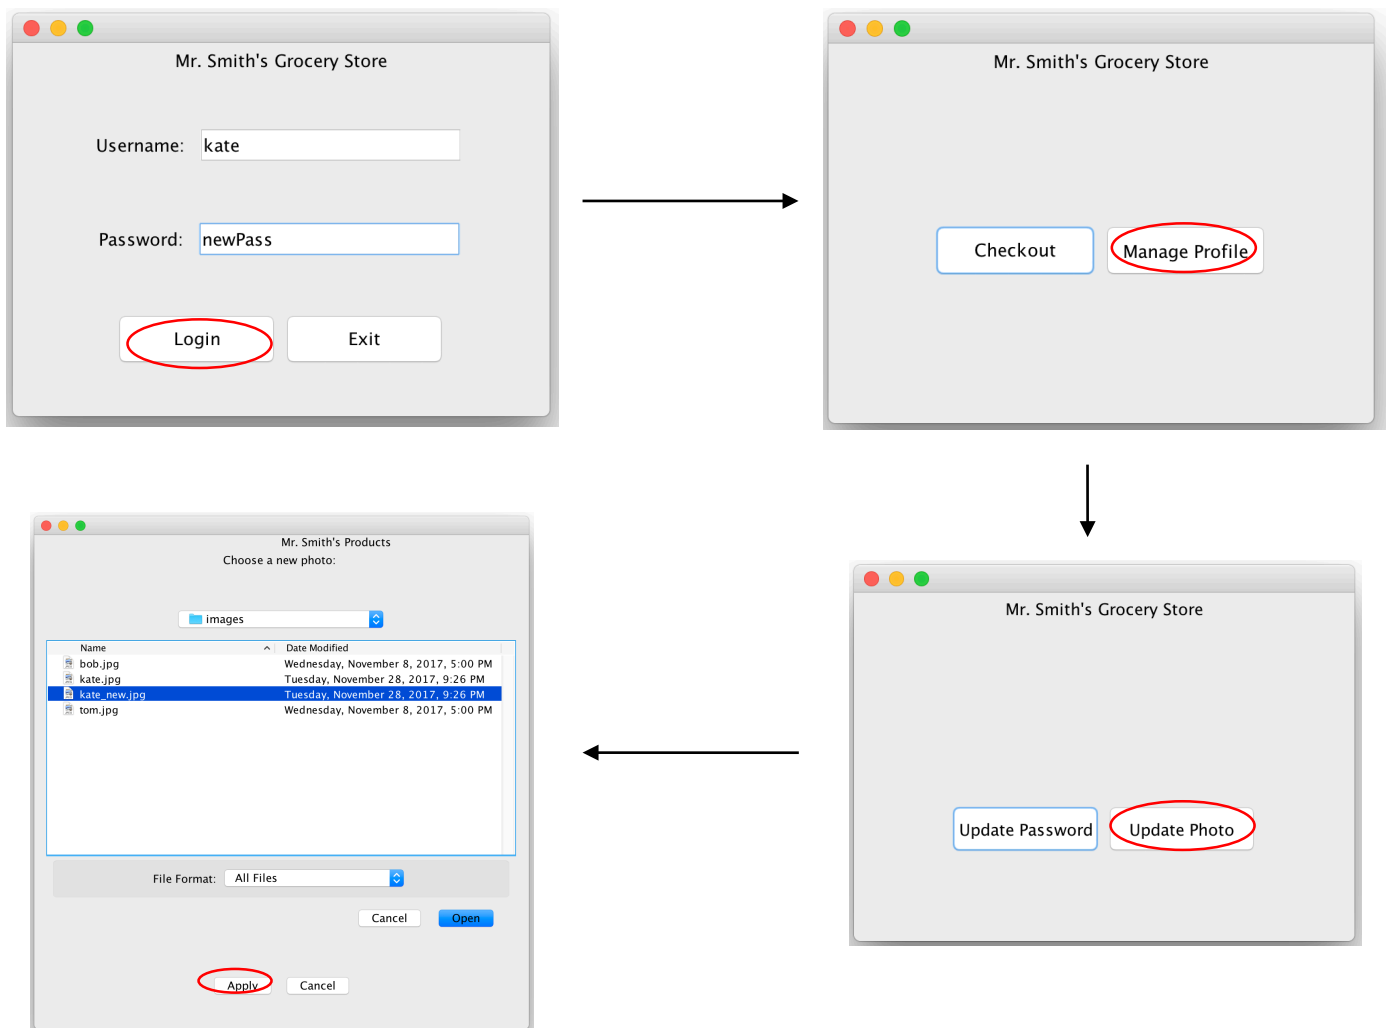 Mr. Smith's Grocery Store
Username: kate
Password: newPass
Login Exit
Mr. Smith's Grocery Store
Checkout Manage Profile
Mr. Smith's Grocery Store
Update Password Update Photo
Mr. Smith's Products
Choose a new photo:
images
Name Date Modified
bob.jpg Wednesday, November 8, 2017, 5:00 PM
kate.jpg Tuesday, November 28, 2017, 9:26 PM
kate_new.jpg Tuesday, November 28, 2017, 9:26 PM
tom.jpg Wednesday, November 8, 2017, 5:00 PM
File Format: All Files
Cancel Open
Apply Cancel